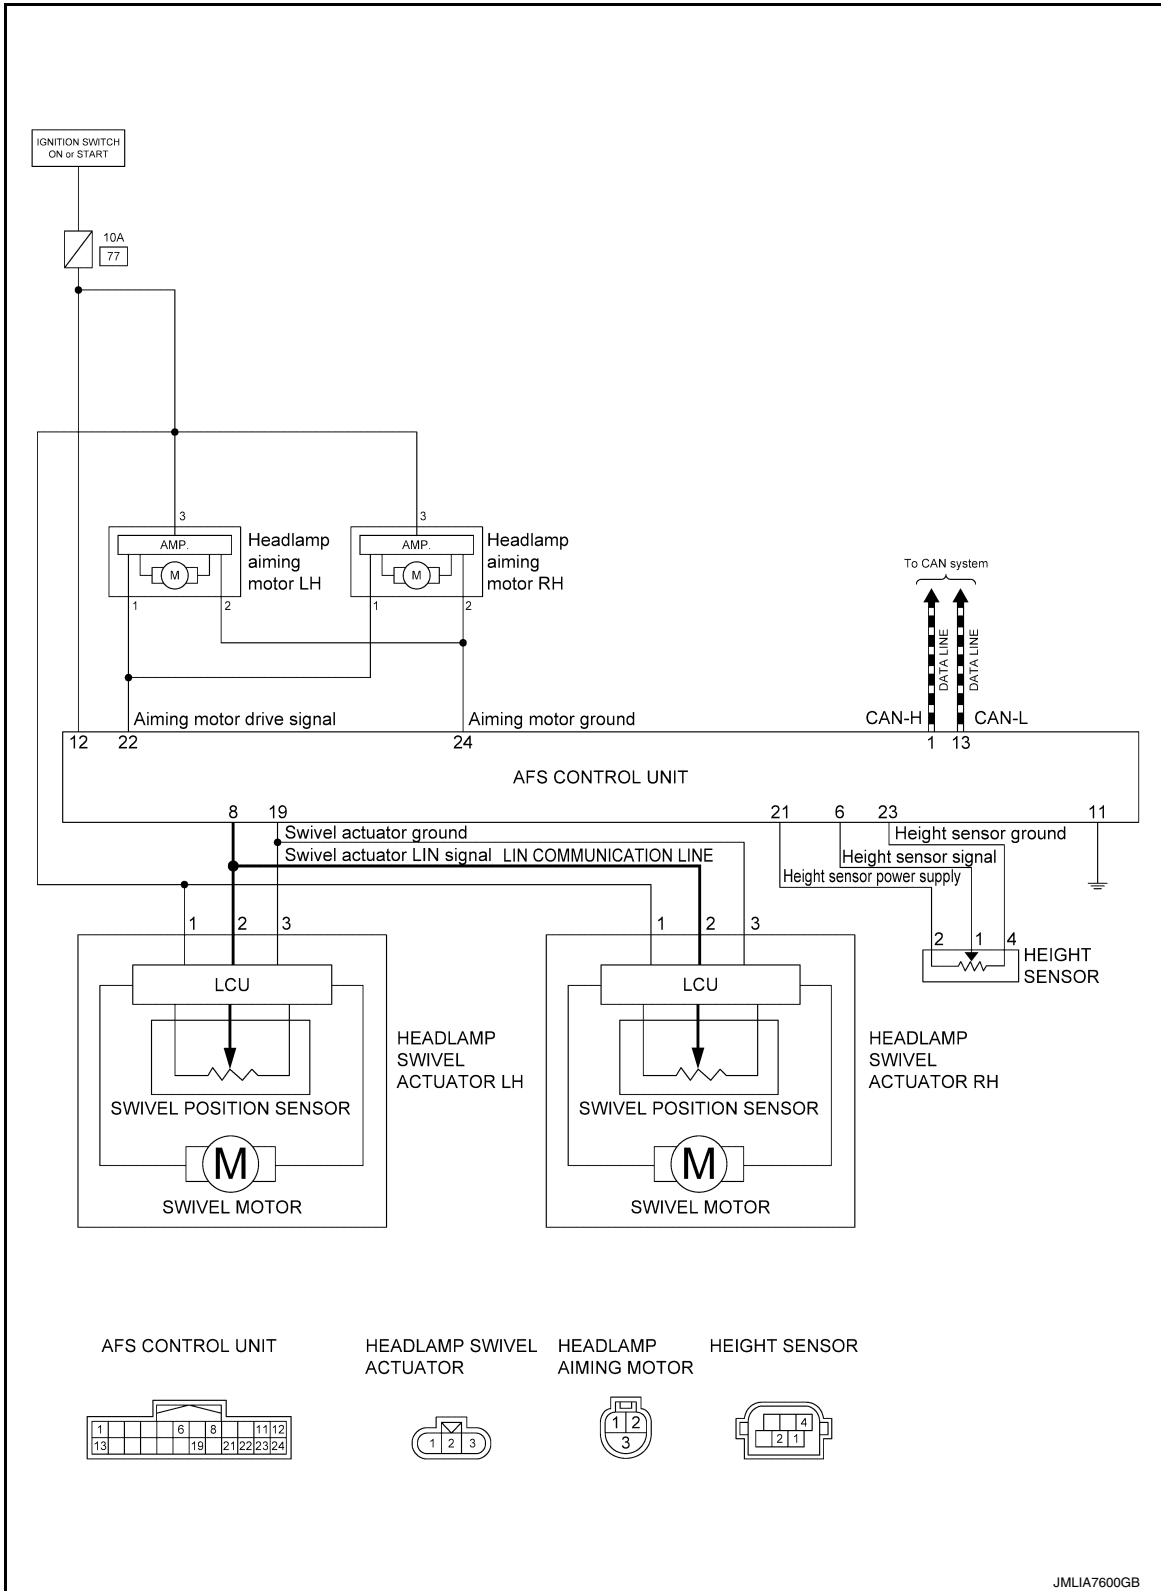 IGNITION SWITCH
ON or START
10A
77
3
3
AMP.
M
Headlamp
aiming
motor LH
AMP.
M
Headlamp
aiming
motor RH
1
2
1
2
To CAN system
DATA LINE
DATA LINE
Aiming motor drive signal
Aiming motor ground
CAN-H
CAN-L
12
22
24
1
13
AFS CONTROL UNIT
8
19
21
6
23
11
Swivel actuator ground
Height sensor ground
Swivel actuator LIN signal
LIN COMMUNICATION LINE
Height sensor signal
Height sensor power supply
1
2
3
1
2
3
2
1
4
HEIGHT
SENSOR
LCU
LCU
HEADLAMP
SWIVEL
ACTUATOR LH
HEADLAMP
SWIVEL
ACTUATOR RH
SWIVEL POSITION SENSOR
SWIVEL POSITION SENSOR
M
M
SWIVEL MOTOR
SWIVEL MOTOR
AFS CONTROL UNIT
HEADLAMP SWIVEL
ACTUATOR
HEADLAMP
AIMING MOTOR
HEIGHT SENSOR
1 6 8 11 12
13 19 21 22 23 24
1 2 3
1 2
3
4
2 1
JMLIA7600GB